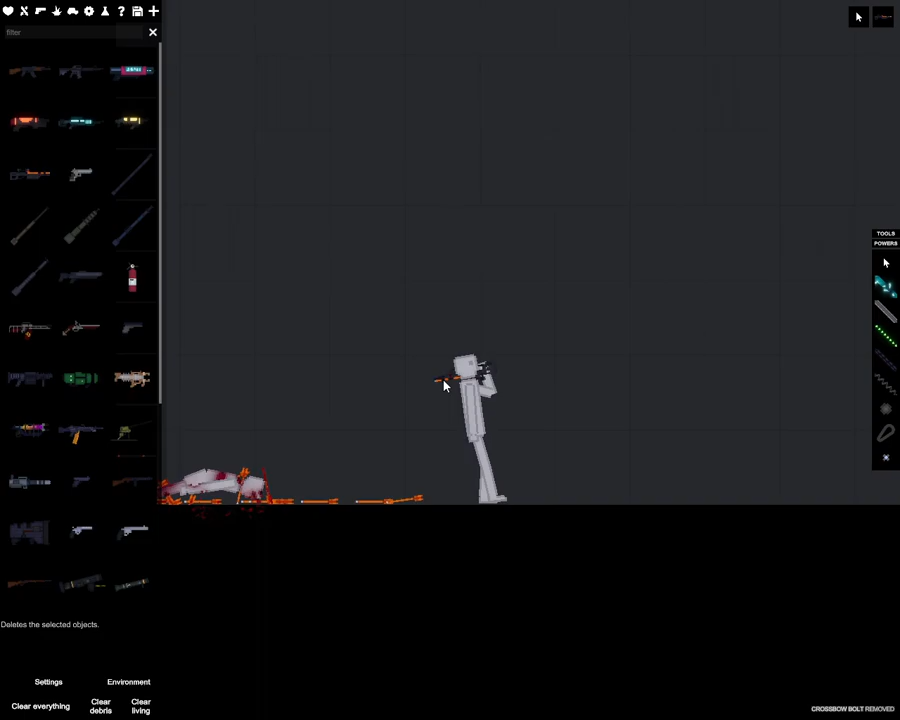 filter
TOOLS
POWERS
Deletes the selected objects.
Settings
Environment
Clear everything
Clear debris
Clear living
CROSSBOW BOLT REMOVED